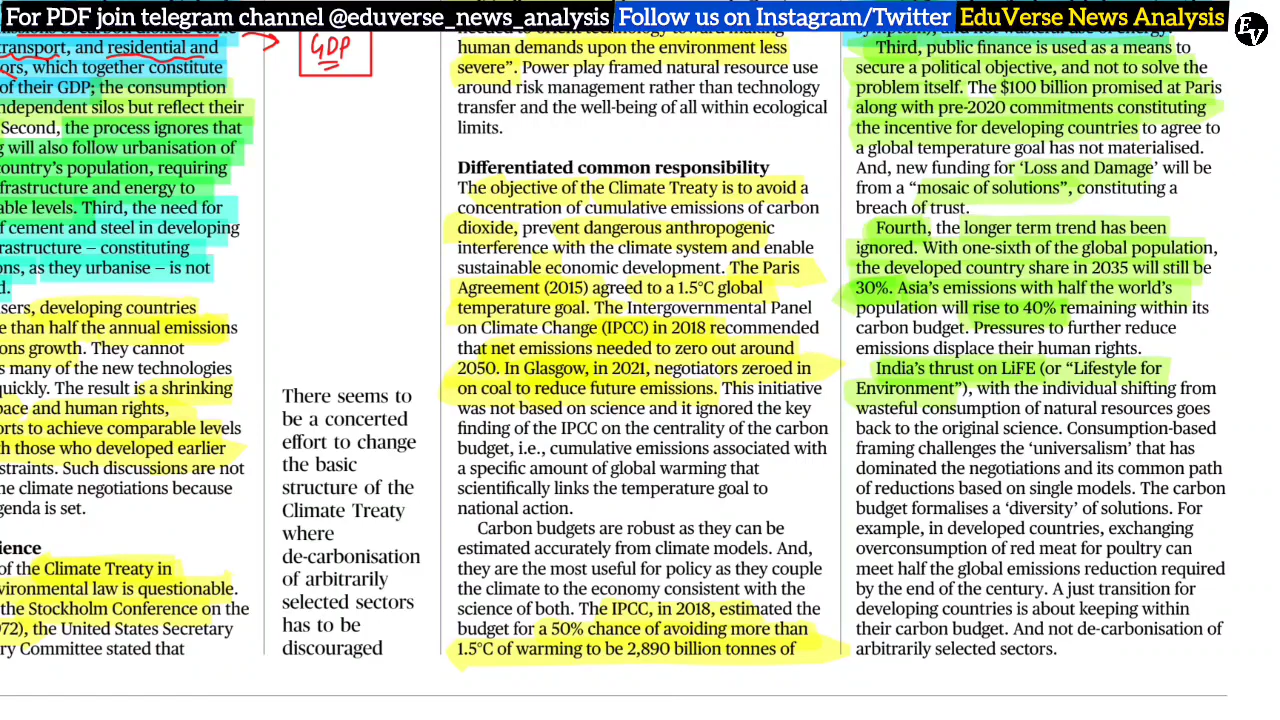 For PDF join telegram channel @eduverse_news_analysis Follow us on Instagram/Twitter EduVerse News Analysis
EV
GDP
transport, and residential and
ors, which together constitute
of their GDP; the consumption
independent silos but reflect their
Second, the process ignores that
g will also follow urbanisation of
country's population, requiring
frastructure and energy to
able levels. Third, the need for
f cement and steel in developing
rastructure – constituting
ons, as they urbanise – is not
d.
sers, developing countries
e than half the annual emissions
ons growth. They cannot
s many of the new technologies
quickly. The result is a shrinking
pace and human rights,
orts to achieve comparable levels
th those who developed earlier
straints. Such discussions are not
he climate negotiations because
genda is set.
ience
of the Climate Treaty in
vironmental law is questionable.
the Stockholm Conference on the
972), the United States Secretary
ry Committee stated that
There seems to
be a concerted
effort to change
the basic
structure of the
Climate Treaty
where
de-carbonisation
of arbitrarily
selected sectors
has to be
discouraged
human demands upon the environment less
severe”. Power play framed natural resource use
around risk management rather than technology
transfer and the well-being of all within ecological
limits.
Differentiated common responsibility
The objective of the Climate Treaty is to avoid a
concentration of cumulative emissions of carbon
dioxide, prevent dangerous anthropogenic
interference with the climate system and enable
sustainable economic development. The Paris
Agreement (2015) agreed to a 1.5°C global
temperature goal. The Intergovernmental Panel
on Climate Change (IPCC) in 2018 recommended
that net emissions needed to zero out around
2050. In Glasgow, in 2021, negotiators zeroed in
on coal to reduce future emissions. This initiative
was not based on science and it ignored the key
finding of the IPCC on the centrality of the carbon
budget, i.e., cumulative emissions associated with
a specific amount of global warming that
scientifically links the temperature goal to
national action.
Carbon budgets are robust as they can be
estimated accurately from climate models. And,
they are the most useful for policy as they couple
the climate to the economy consistent with the
science of both. The IPCC, in 2018, estimated the
budget for a 50% chance of avoiding more than
1.5°C of warming to be 2,890 billion tonnes of
Third, public finance is used as a means to
secure a political objective, and not to solve the
problem itself. The $100 billion promised at Paris
along with pre-2020 commitments constituting
the incentive for developing countries to agree to
a global temperature goal has not materialised.
And, new funding for ‘Loss and Damage’ will be
from a “mosaic of solutions”, constituting a
breach of trust.
Fourth, the longer term trend has been
ignored. With one-sixth of the global population,
the developed country share in 2035 will still be
30%. Asia’s emissions with half the world’s
population will rise to 40% remaining within its
carbon budget. Pressures to further reduce
emissions displace their human rights.
India’s thrust on LiFE (or “Lifestyle for
Environment”), with the individual shifting from
wasteful consumption of natural resources goes
back to the original science. Consumption-based
framing challenges the ‘universalism’ that has
dominated the negotiations and its common path
of reductions based on single models. The carbon
budget formalises a ‘diversity’ of solutions. For
example, in developed countries, exchanging
overconsumption of red meat for poultry can
meet half the global emissions reduction required
by the end of the century. A just transition for
developing countries is about keeping within
their carbon budget. And not de-carbonisation of
arbitrarily selected sectors.